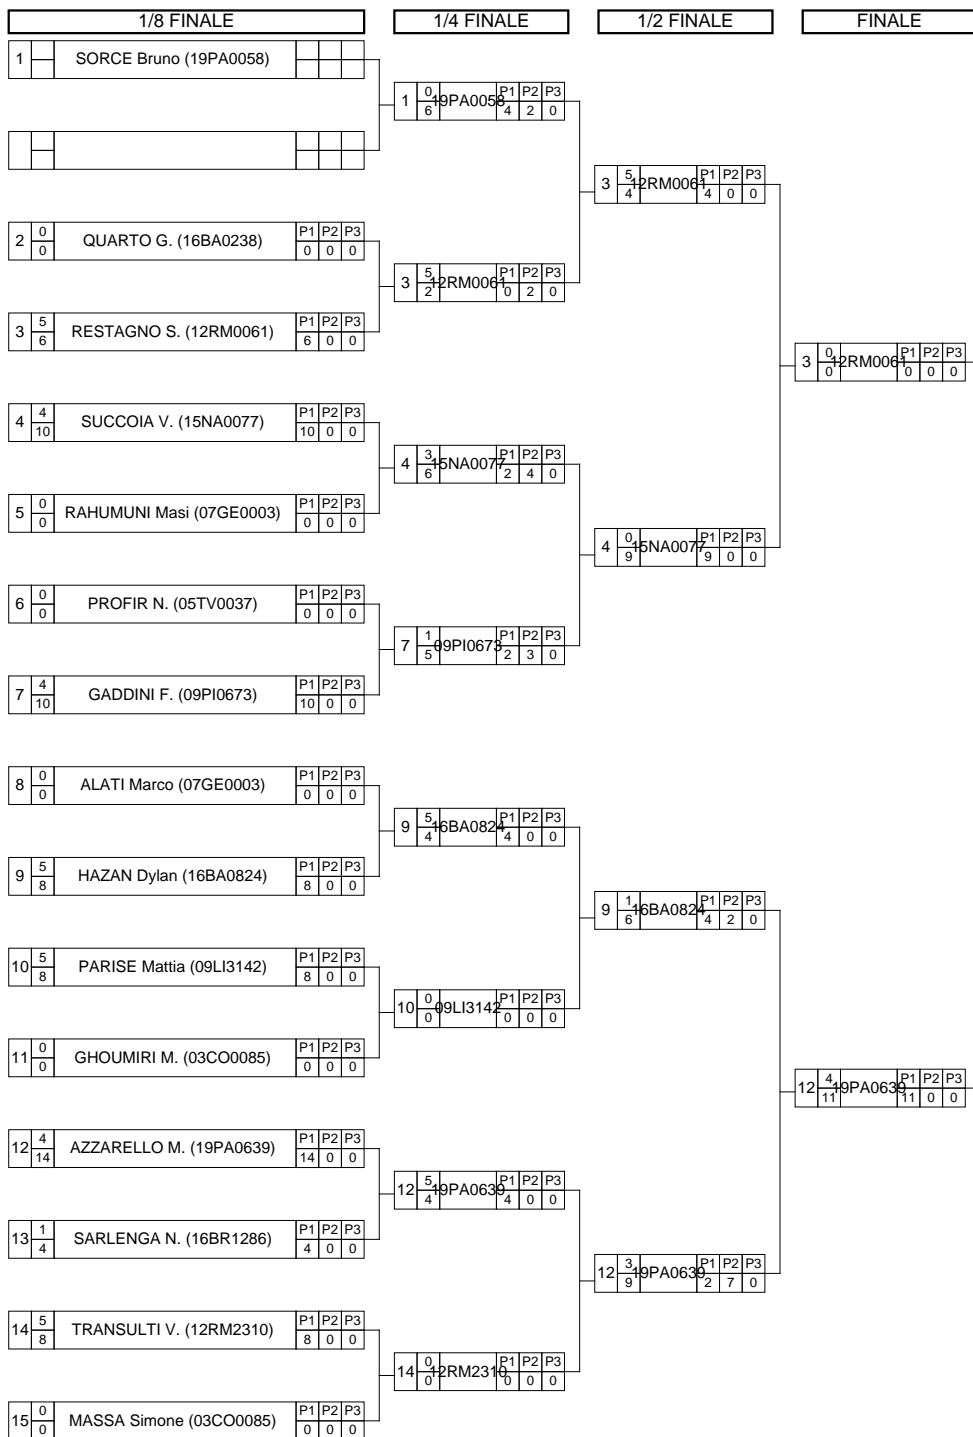 1/8 FINALE
1/4 FINALE
1/2 FINALE
FINALE
1 SORCE Bruno (19PA0058)
1 0 6 19PA0058 P1 P2 P3 4 2 0
3 5 4 12RM0061 P1 P2 P3 4 0 0
2 0 0 QUARTO G. (16BA0238) P1 P2 P3 0 0 0
3 5 2 12RM0061 P1 P2 P3 0 2 0
3 5 6 RESTAGNO S. (12RM0061) P1 P2 P3 6 0 0
3 0 0 12RM0061 P1 P2 P3 0 0 0
4 4 10 SUCCOIA V. (15NA0077) P1 P2 P3 10 0 0
4 3 6 15NA0077 P1 P2 P3 2 4 0
5 0 0 RAHUMUNI Masi (07GE0003) P1 P2 P3 0 0 0
4 0 9 15NA0077 P1 P2 P3 9 0 0
6 0 0 PROFIR N. (05TV0037) P1 P2 P3 0 0 0
7 1 5 09PI0673 P1 P2 P3 2 3 0
7 4 10 GADDINI F. (09PI0673) P1 P2 P3 10 0 0
8 0 0 ALATI Marco (07GE0003) P1 P2 P3 0 0 0
9 5 4 16BA0824 P1 P2 P3 4 0 0
9 5 8 HAZAN Dylan (16BA0824) P1 P2 P3 8 0 0
9 1 6 16BA0824 P1 P2 P3 4 2 0
10 5 8 PARISE Mattia (09LI3142) P1 P2 P3 8 0 0
10 0 0 09LI3142 P1 P2 P3 0 0 0
11 0 0 GHOUMIRI M. (03CO0085) P1 P2 P3 0 0 0
12 4 11 19PA0639 P1 P2 P3 11 0 0
12 4 14 AZZARELLO M. (19PA0639) P1 P2 P3 14 0 0
12 5 4 19PA0639 P1 P2 P3 4 0 0
13 1 4 SARLENGA N. (16BR1286) P1 P2 P3 4 0 0
12 3 9 19PA0639 P1 P2 P3 2 7 0
14 5 8 TRANSULTI V. (12RM2310) P1 P2 P3 8 0 0
14 0 0 12RM2310 P1 P2 P3 0 0 0
15 0 0 MASSA Simone (03CO0085) P1 P2 P3 0 0 0